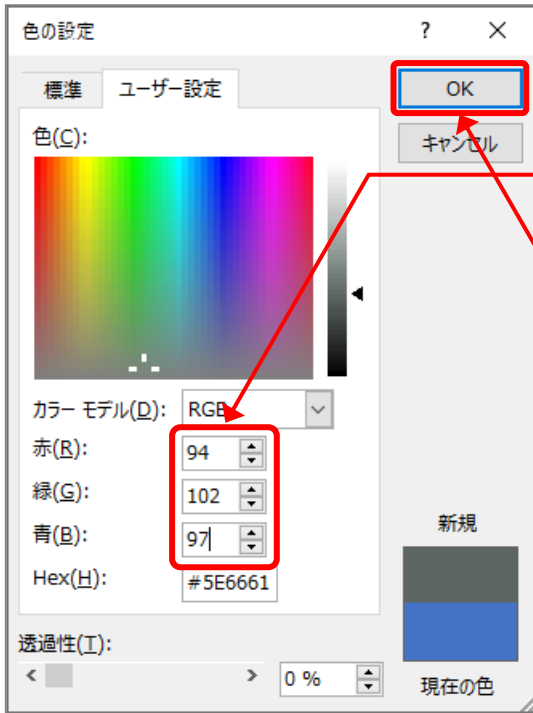 色の設定 ? ×
標準 ユーザー設定
OK
キャンセル
色(C):
カラー モデル(D): RGB
赤(R): 94
緑(G): 102
青(B): 97
Hex(H): #5E6661
新規
現在の色
透過性(T):
0 %